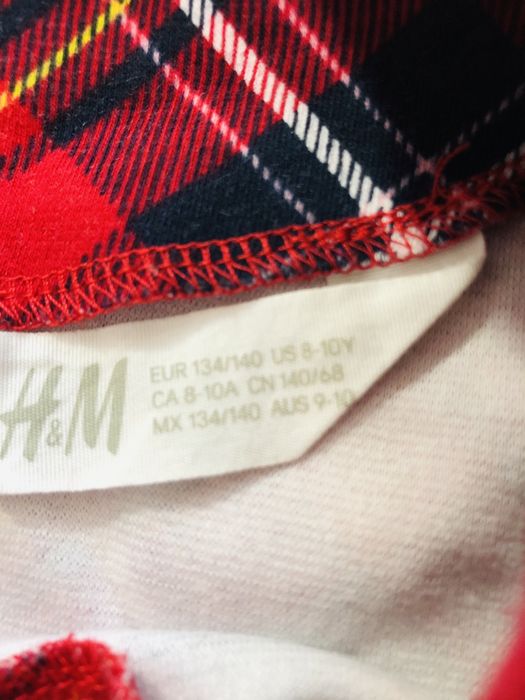 H&M
EUR 134/140 US 8-10Y
CA 8-10A CN 140/68
MX 134/140 AUS 9-10